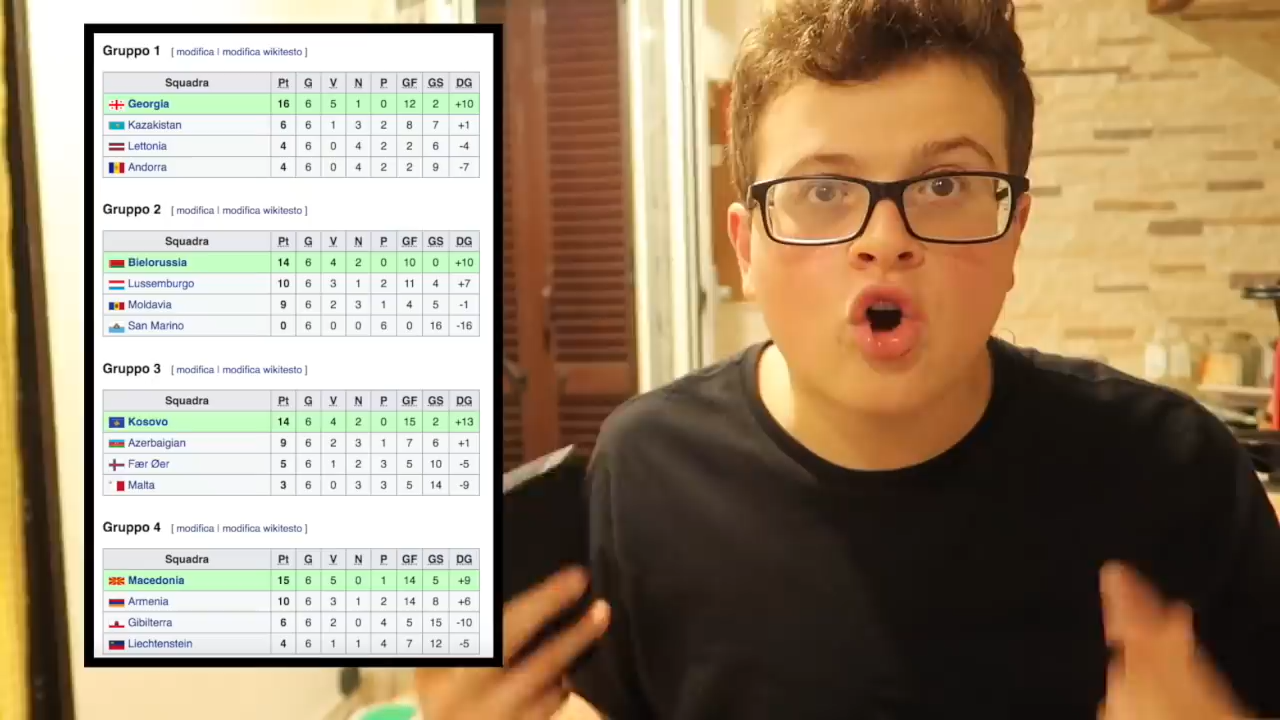 Gruppo 1 [ modifica | modifica wikitesto ]
Squadra Pt G V N P GF GS DG
Georgia 16 6 5 1 0 12 2 +10
Kazakistan 6 6 1 3 2 8 7 +1
Lettonia 4 6 0 4 2 2 6 -4
Andorra 4 6 0 4 2 2 9 -7
Gruppo 2 [ modifica | modifica wikitesto ]
Squadra Pt G V N P GF GS DG
Bielorussia 14 6 4 2 0 10 0 +10
Lussemburgo 10 6 3 1 2 11 4 +7
Moldavia 9 6 2 3 1 4 5 -1
San Marino 0 6 0 0 6 0 16 -16
Gruppo 3 [ modifica | modifica wikitesto ]
Squadra Pt G V N P GF GS DG
Kosovo 14 6 4 2 0 15 2 +13
Azerbaigian 9 6 2 3 1 7 6 +1
Fær Øer 5 6 1 2 3 5 10 -5
Malta 3 6 0 3 3 5 14 -9
Gruppo 4 [ modifica | modifica wikitesto ]
Squadra Pt G V N P GF GS DG
Macedonia 15 6 5 0 1 14 5 +9
Armenia 10 6 3 1 2 14 8 +6
Gibilterra 6 6 2 0 4 5 15 -10
Liechtenstein 4 6 1 1 4 7 12 -5